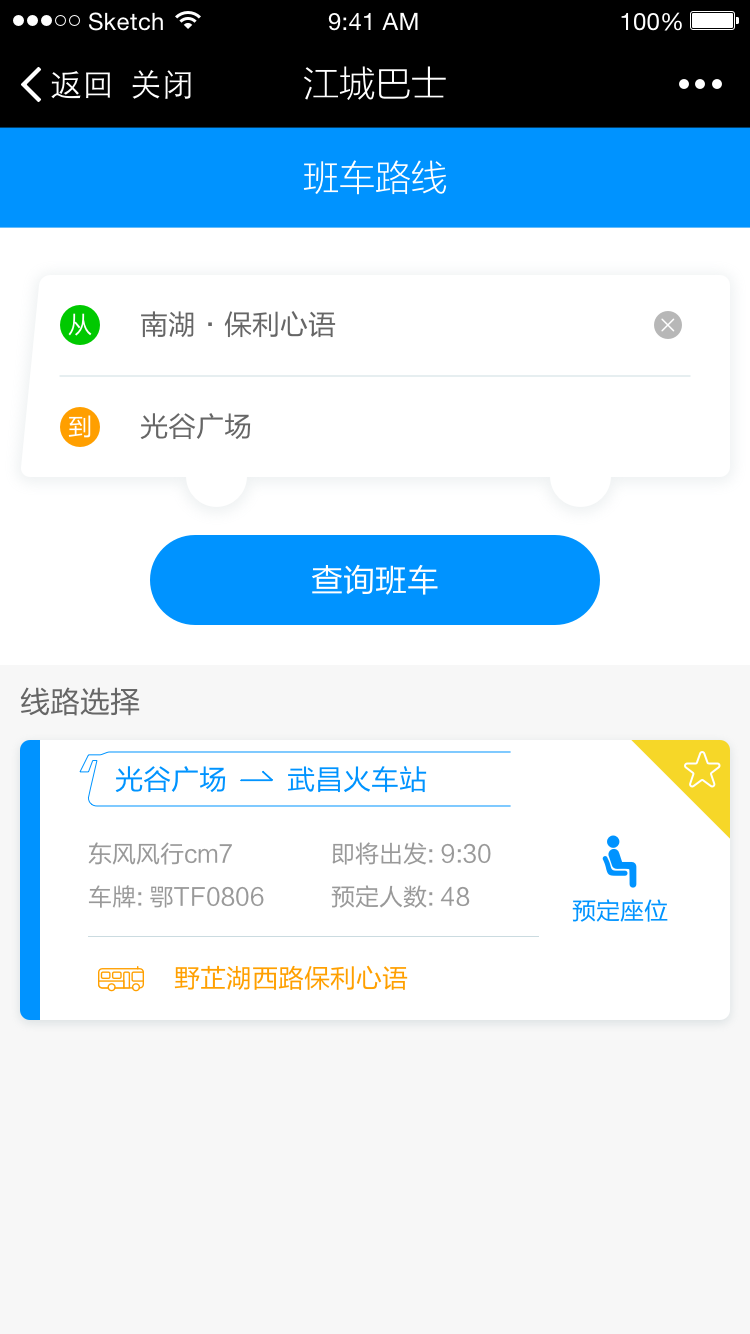 Sketch 9:41 AM 100%
返回 关闭 江城巴士
班车路线
从 南湖·保利心语
到 光谷广场
查询班车
线路选择
光谷广场 → 武昌火车站
东风风行cm7 即将出发: 9:30
车牌: 鄂TF0806 预定人数: 48
预定座位
野芷湖西路保利心语